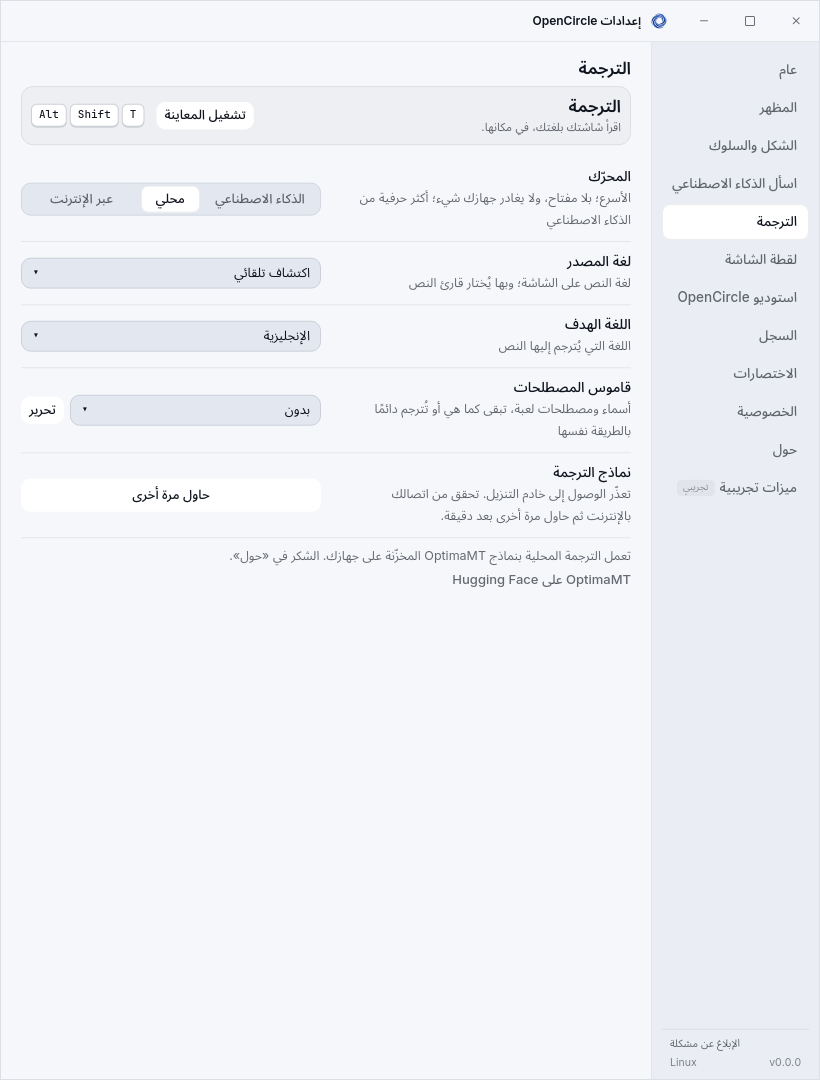 إعدادات OpenCircle
عام
المظهر
الشكل والسلوك
اسأل الذكاء الاصطناعي
الترجمة
لقطة الشاشة
استوديو OpenCircle
السجل
الاختصارات
الخصوصية
حول
ميزات تجريبية تجريبي
الإبلاغ عن مشكلة
v0.0.0 Linux
الترجمة
الترجمة
اقرأ شاشتك بلغتك، في مكانها.
تشغيل المعاينة
Alt Shift T
المحرّك
الأسرع؛ بلا مفتاح، ولا يغادر جهازك شيء؛ أكثر حرفية من
الذكاء الاصطناعي
الذكاء الاصطناعي محلي عبر الإنترنت
لغة المصدر
لغة النص على الشاشة؛ وبها يُختار قارئ النص
اكتشاف تلقائي
اللغة الهدف
اللغة التي يُترجم إليها النص
الإنجليزية
قاموس المصطلحات
أسماء ومصطلحات لعبة، تبقى كما هي أو تُترجم دائمًا
بالطريقة نفسها
بدون
تحرير
نماذج الترجمة
تعذّر الوصول إلى خادم التنزيل. تحقق من اتصالك
بالإنترنت ثم حاول مرة أخرى بعد دقيقة.
حاول مرة أخرى
تعمل الترجمة المحلية بنماذج OptimaMT المخزّنة على جهازك. الشكر في «حول».
OptimaMT على Hugging Face